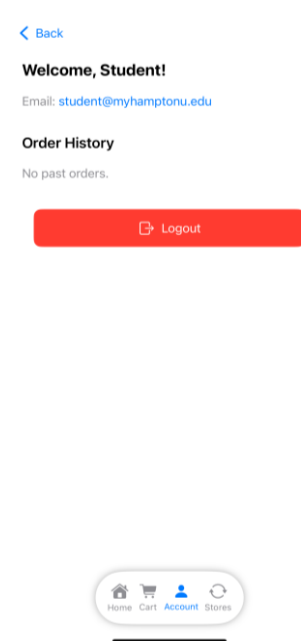 Back
Welcome, Student!
Email: student@myhamptonu.edu
Order History
No past orders.
Logout
Home Cart Account Stores